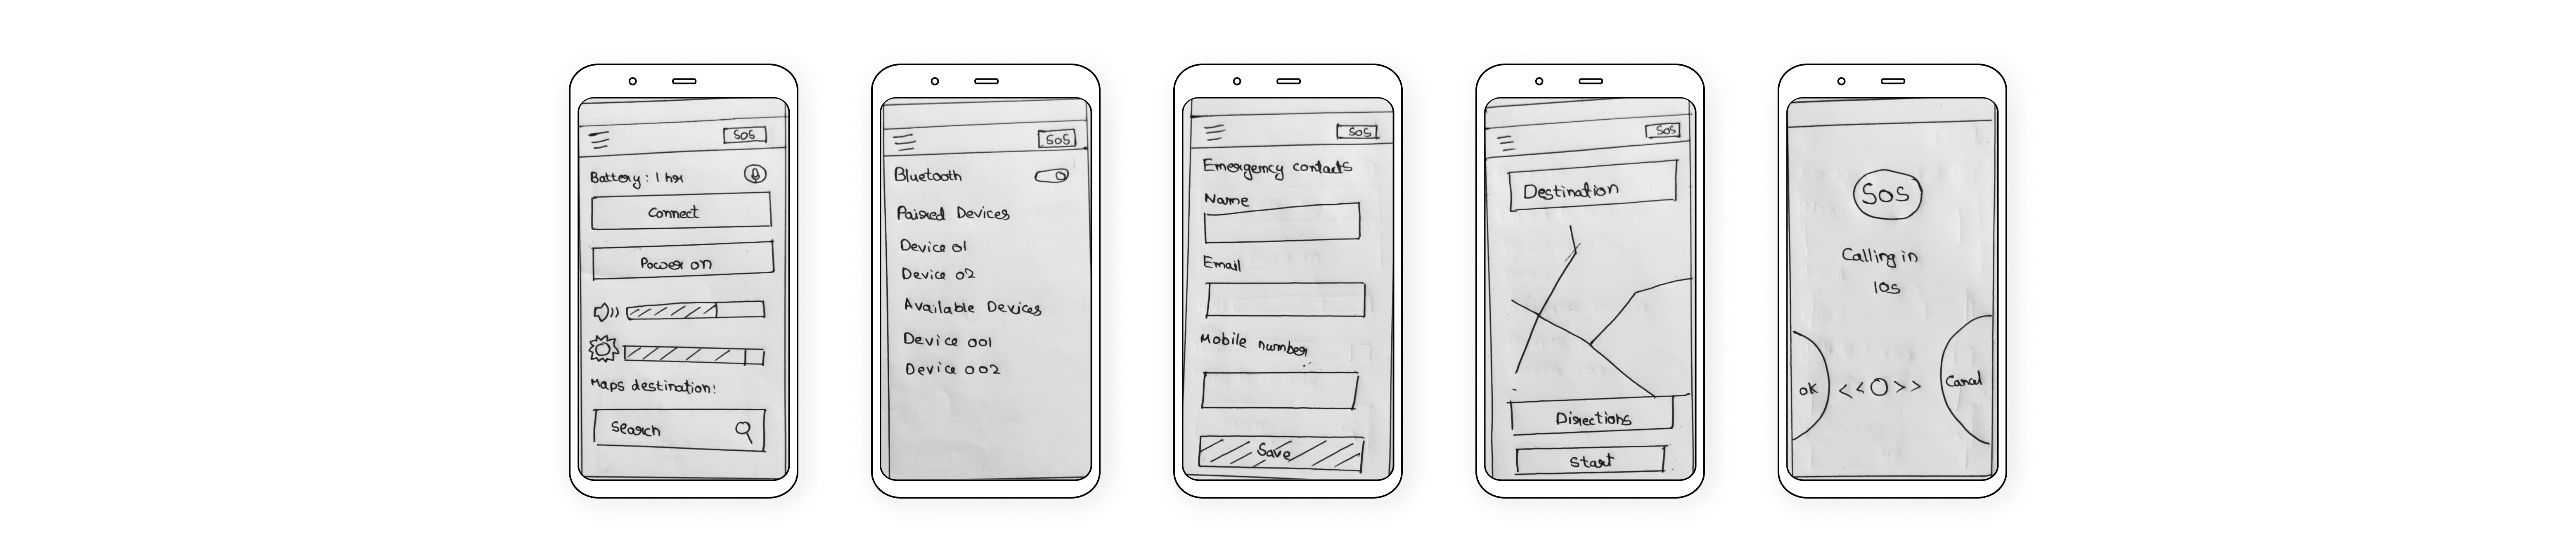 SOS
Battery: 1 hr
Connect
Power on
Maps destination:
Search
SOS
Bluetooth
Paired Devices
Device 01
Device 02
Available Devices
Device 001
Device 002
SOS
Emergency contacts
Name
Email
Mobile number
Save
SOS
Destination
Directions
Start
SOS
Calling in
10s
OK << >> Cancel